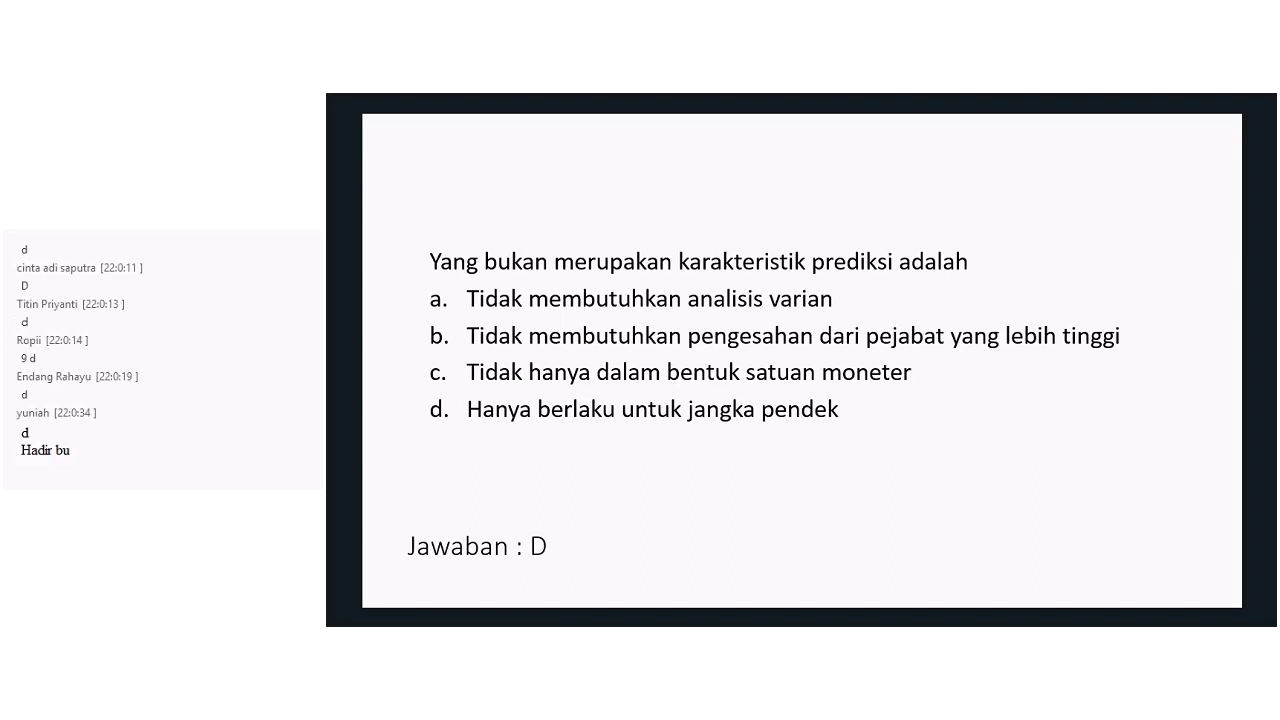 d
cinta adi saputra [22:0:11 ]
D
Titin Priyanti [22:0:13 ]
d
Ropii [22:0:14 ]
9 d
Endang Rahayu [22:0:19 ]
d
yuniah [22:0:34 ]
d
Hadir bu
Yang bukan merupakan karakteristik prediksi adalah
a. Tidak membutuhkan analisis varian
b. Tidak membutuhkan pengesahan dari pejabat yang lebih tinggi
c. Tidak hanya dalam bentuk satuan moneter
d. Hanya berlaku untuk jangka pendek
Jawaban : D